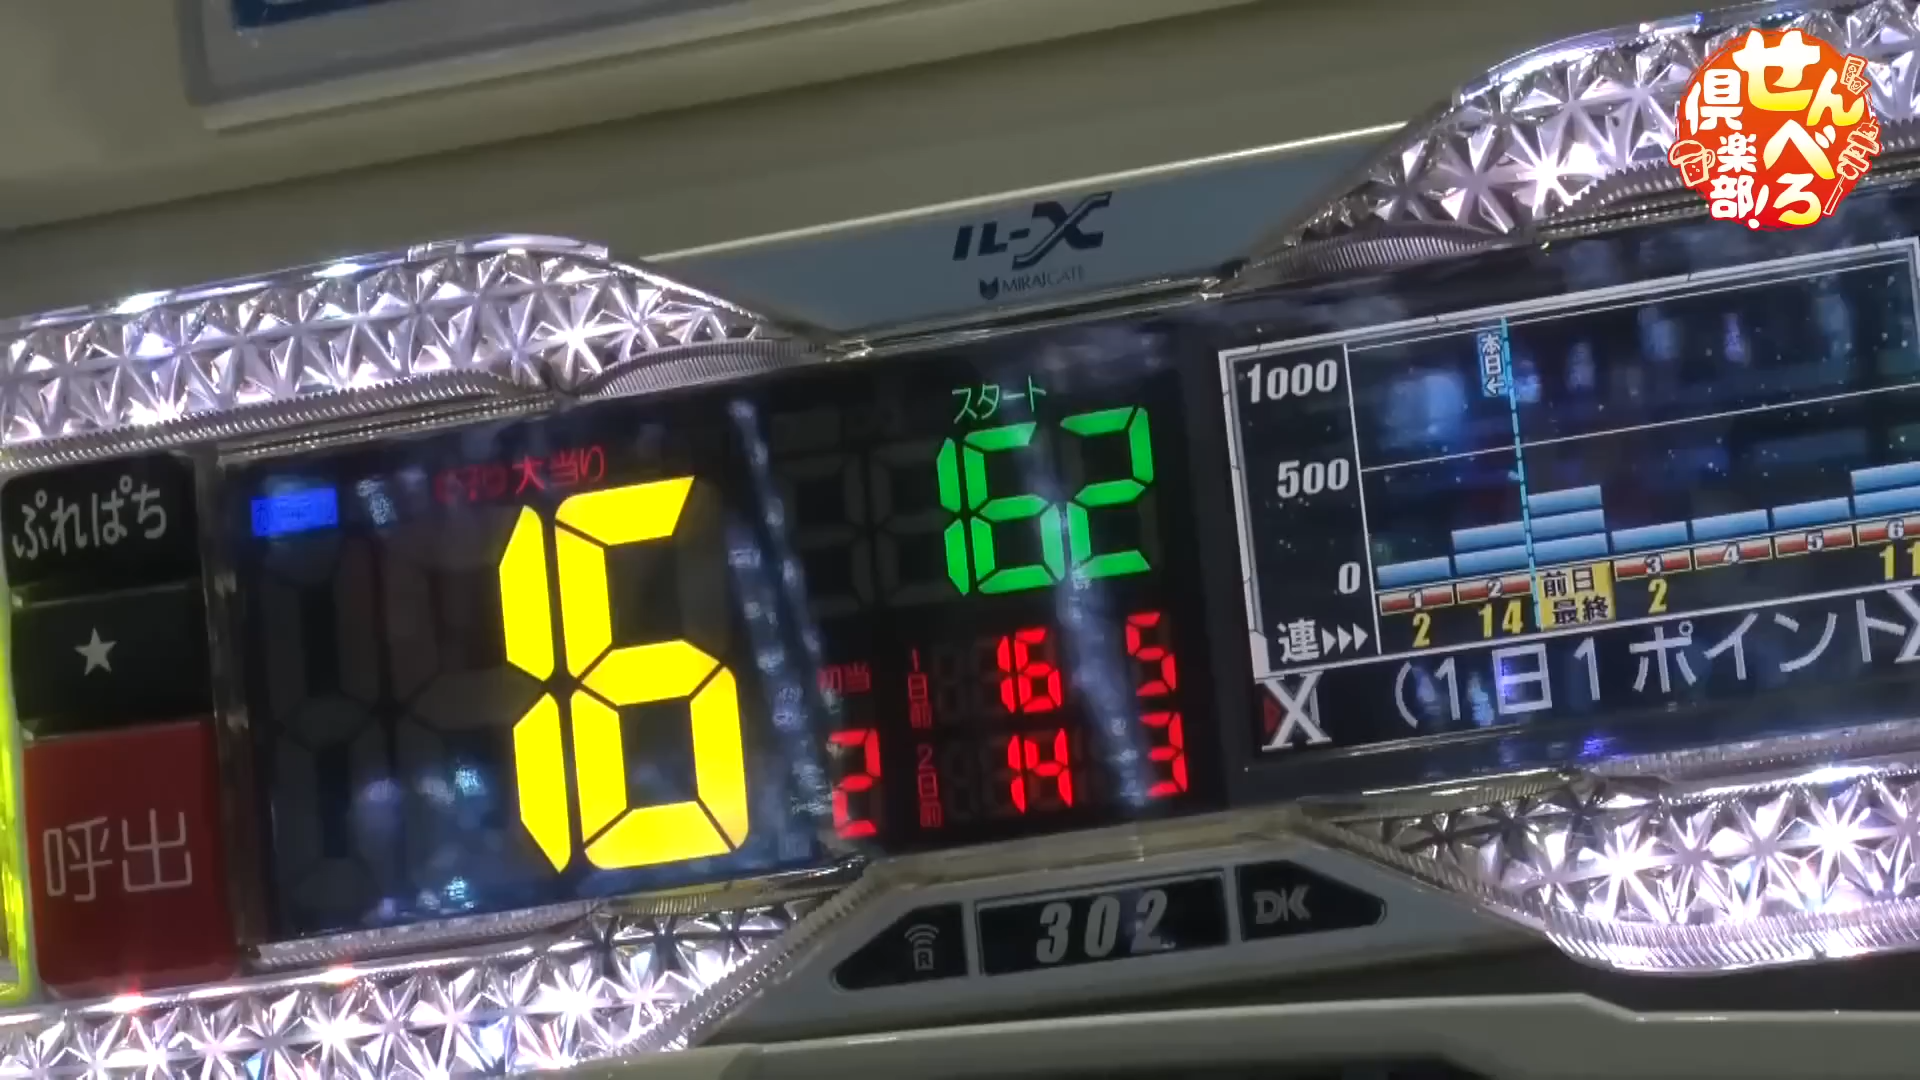 せんべろ
倶楽部!
IL-X
MIRAIGATE
ぷれぱち
★
呼出
大当り
16
スタート
162
初当
2
1日前
16 5
2日前
14 3
302
DK
R
1000
500
0
本日
1 2 前日最終 3 4 5 6
連 2 14 2 11
X (1日1ポイント